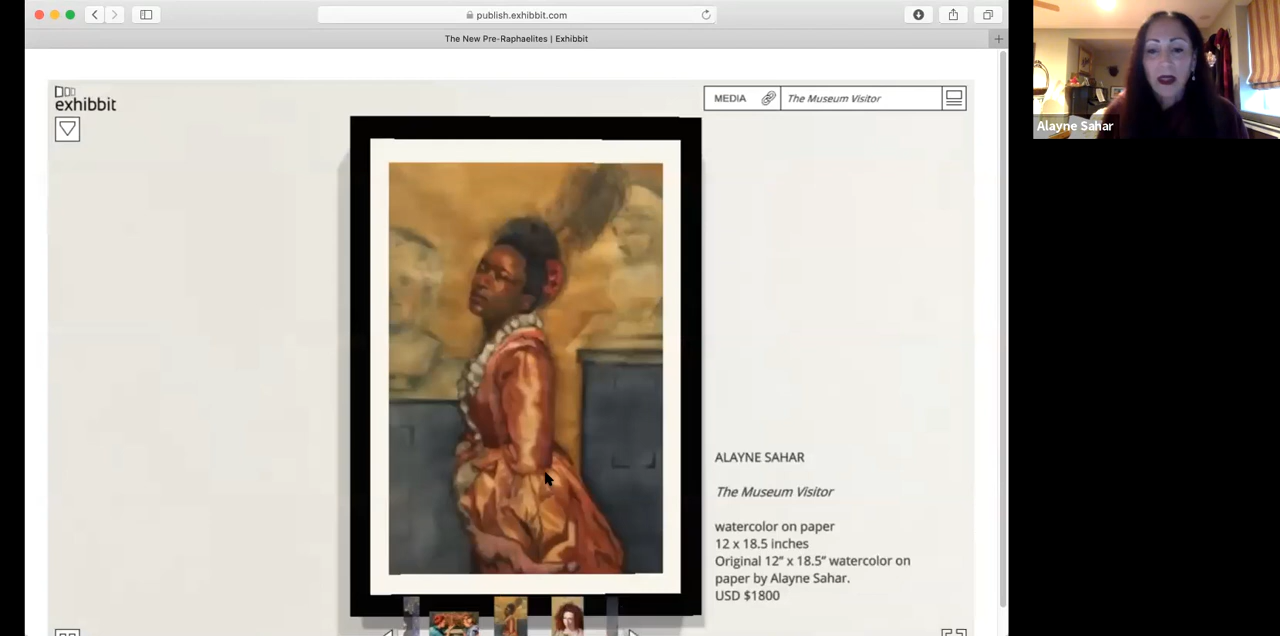 publish.exhibbit.com
The New Pre-Raphaelites | Exhibbit
exhibbit
MEDIA The Museum Visitor
Alayne Sahar
ALAYNE SAHAR
The Museum Visitor
watercolor on paper
12 x 18.5 inches
Original 12” x 18.5” watercolor on
paper by Alayne Sahar.
USD $1800